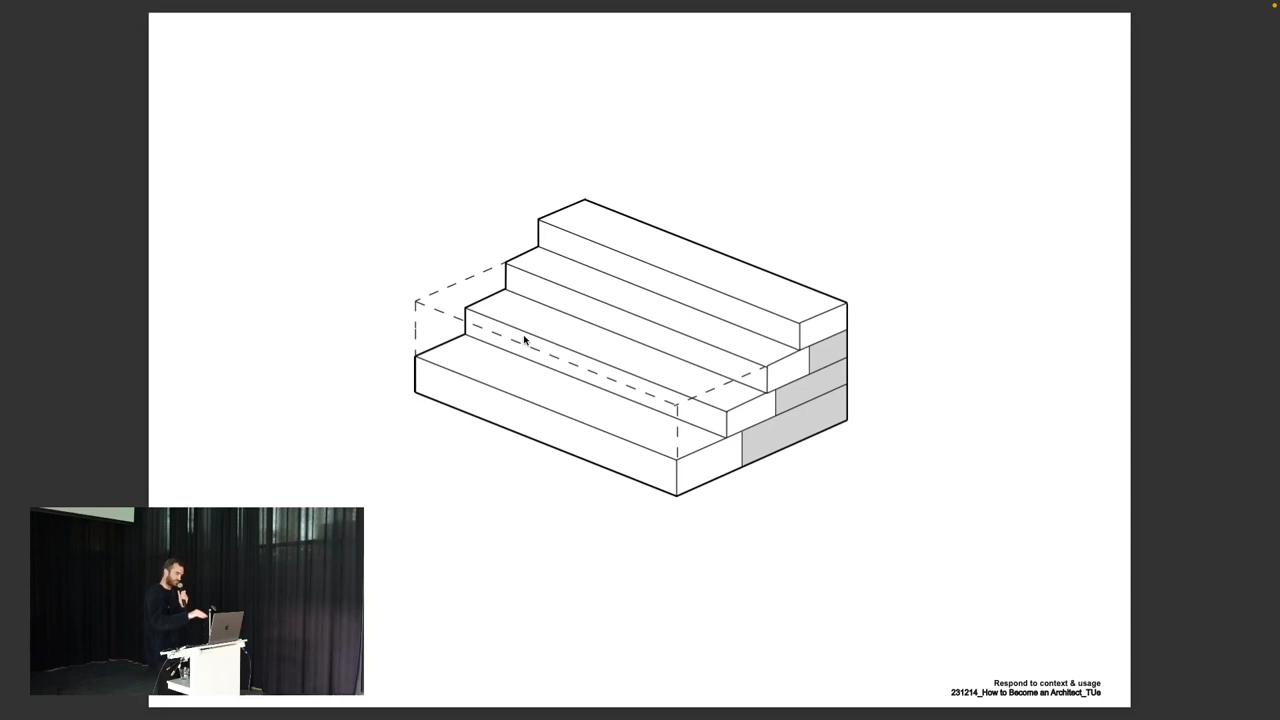 Respond to context & usage
231214_How to Become an Architect_TUe